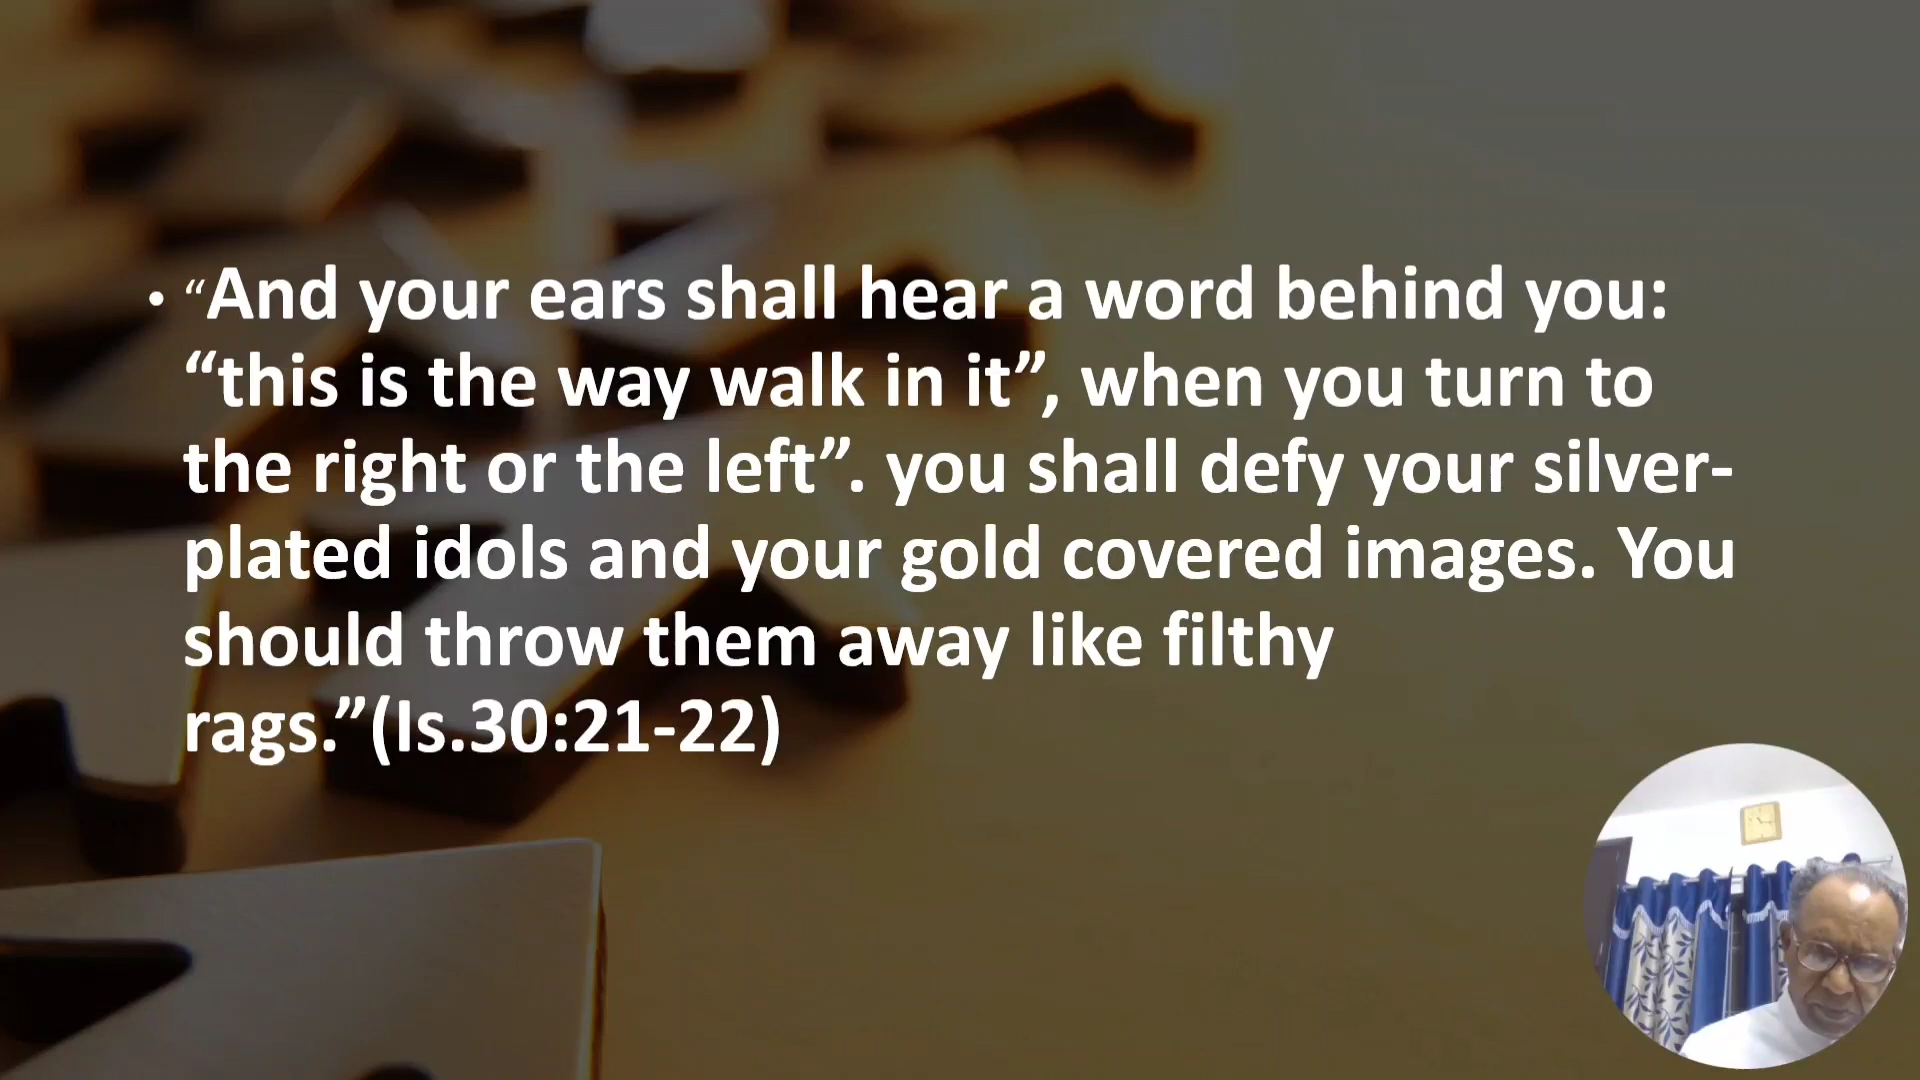 • “And your ears shall hear a word behind you:
“this is the way walk in it”, when you turn to
the right or the left”. you shall defy your silver-
plated idols and your gold covered images. You
should throw them away like filthy
rags.”(Is.30:21-22)